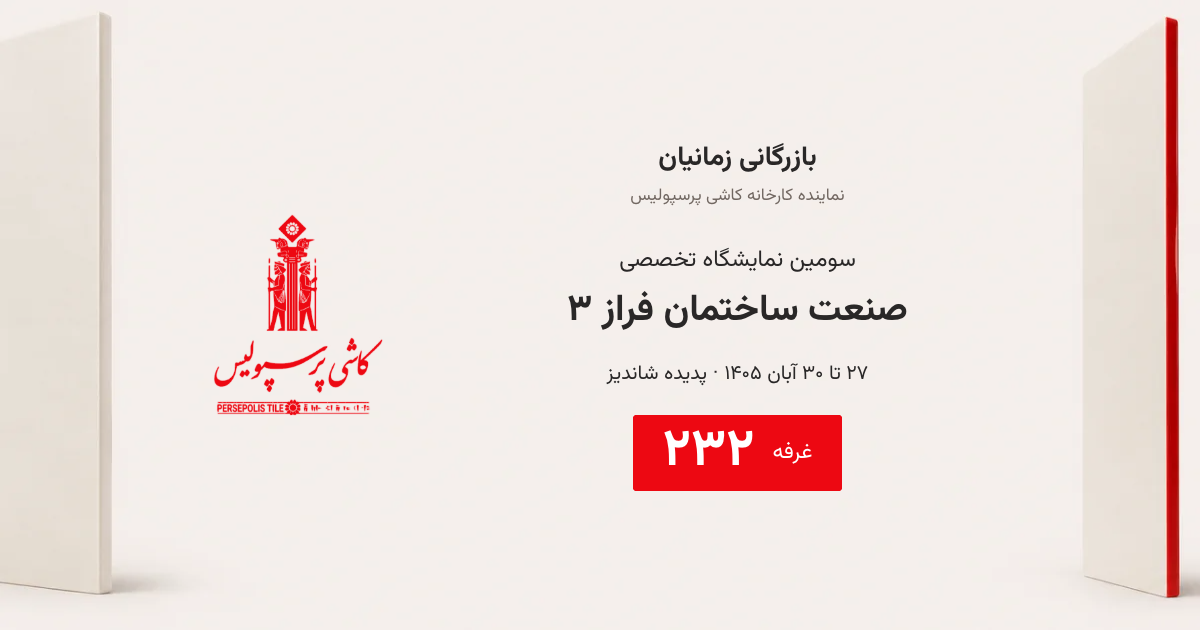 بازرگانی زمانیان
نماینده کارخانه کاشی پرسپولیس
سومین نمایشگاه تخصصی
صنعت ساختمان فراز ۳
۲۷ تا ۳۰ آبان ۱۴۰۵ · پدیده شاندیز
غرفه ۲۳۲
کاشی پرسپولیس
PERSEPOLIS TILE